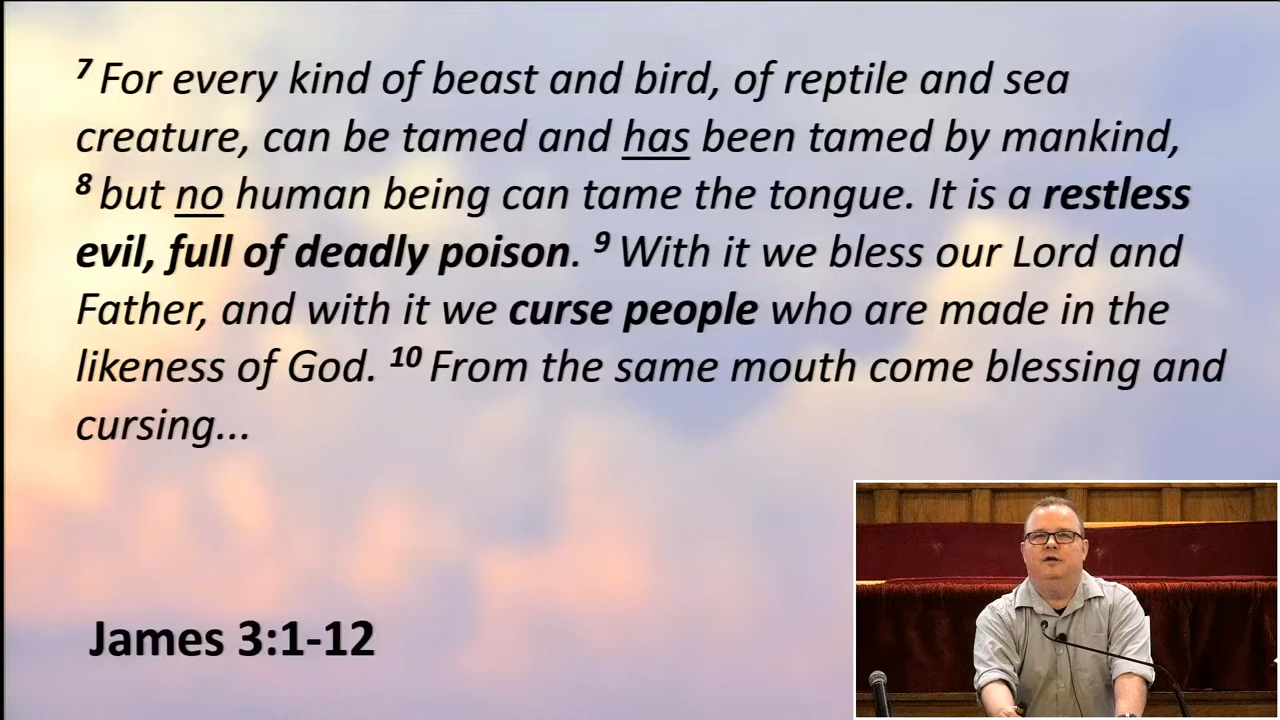 7 For every kind of beast and bird, of reptile and sea
creature, can be tamed and has been tamed by mankind,
8 but no human being can tame the tongue. It is a restless
evil, full of deadly poison. 9 With it we bless our Lord and
Father, and with it we curse people who are made in the
likeness of God. 10 From the same mouth come blessing and
cursing...
James 3:1-12